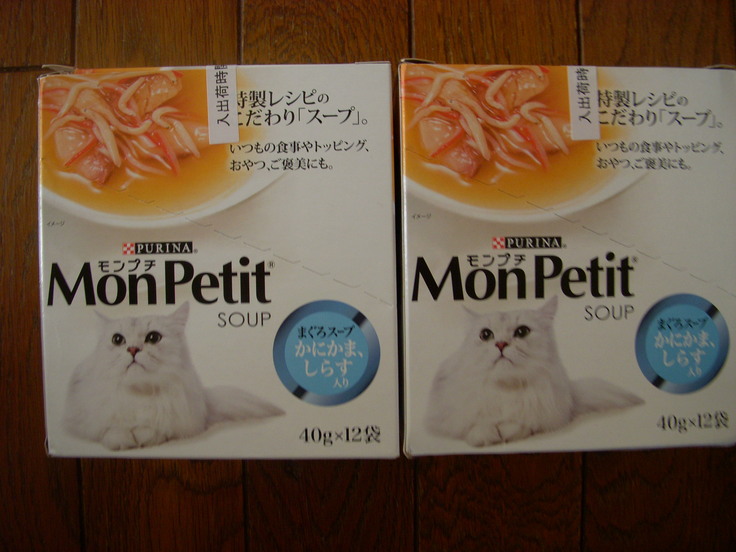 入出荷時
特製レシピの
こだわり「スープ」。
いつもの食事やトッピング、
おやつ、ご褒美にも。
イメージ
PURINA
モンプチ
MonPetit®
SOUP
まぐろスープ
かにかま、
しらす
入り
40g×12袋
入出荷時
特製レシピの
こだわり「スープ」。
いつもの食事やトッピング、
おやつ、ご褒美にも。
イメージ
PURINA
モンプチ
MonPetit®
SOUP
まぐろスープ
かにかま、
しらす
入り
40g×12袋